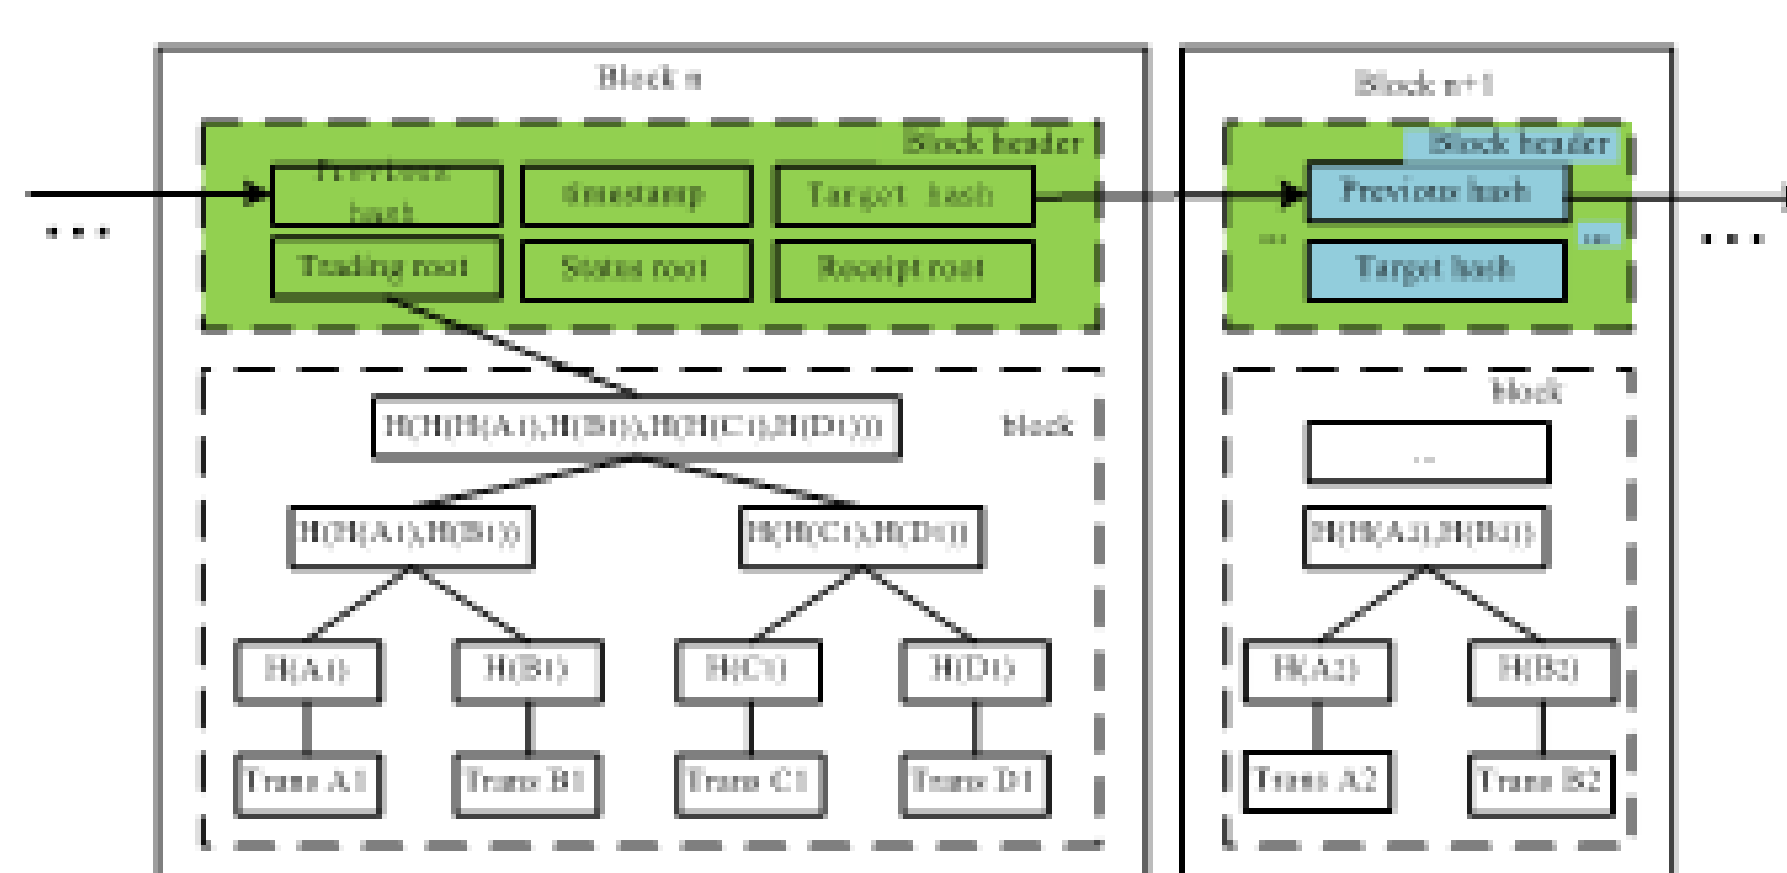 Block n
Block header
Previous
hash
timestamp
Target hash
Trading root
Status root
Receipt root
H(H(H(A1),H(B1)),H(H(C1),H(D1)))
block
H(H(A1),H(B1))
H(H(C1),H(D1))
H(A1)
H(B1)
H(C1)
H(D1)
Trans A1
Trans B1
Trans C1
Trans D1
...
Block n+1
Block header
Previous hash
...
...
Target hash
block
...
H(H(A2),H(B2))
H(A2)
H(B2)
Trans A2
Trans B2
...